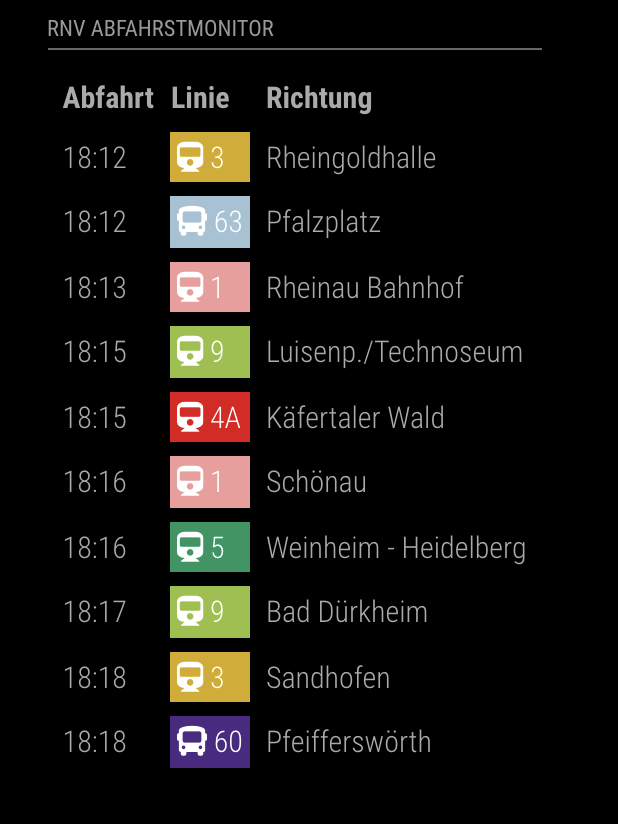 RNV ABFAHRSTMONITOR
Abfahrt Linie Richtung
18:12 3 Rheingoldhalle
18:12 63 Pfalzplatz
18:13 1 Rheinau Bahnhof
18:15 9 Luisenp./Technoseum
18:15 4A Käfertaler Wald
18:16 1 Schönau
18:16 5 Weinheim - Heidelberg
18:17 9 Bad Dürkheim
18:18 3 Sandhofen
18:18 60 Pfeifferswörth